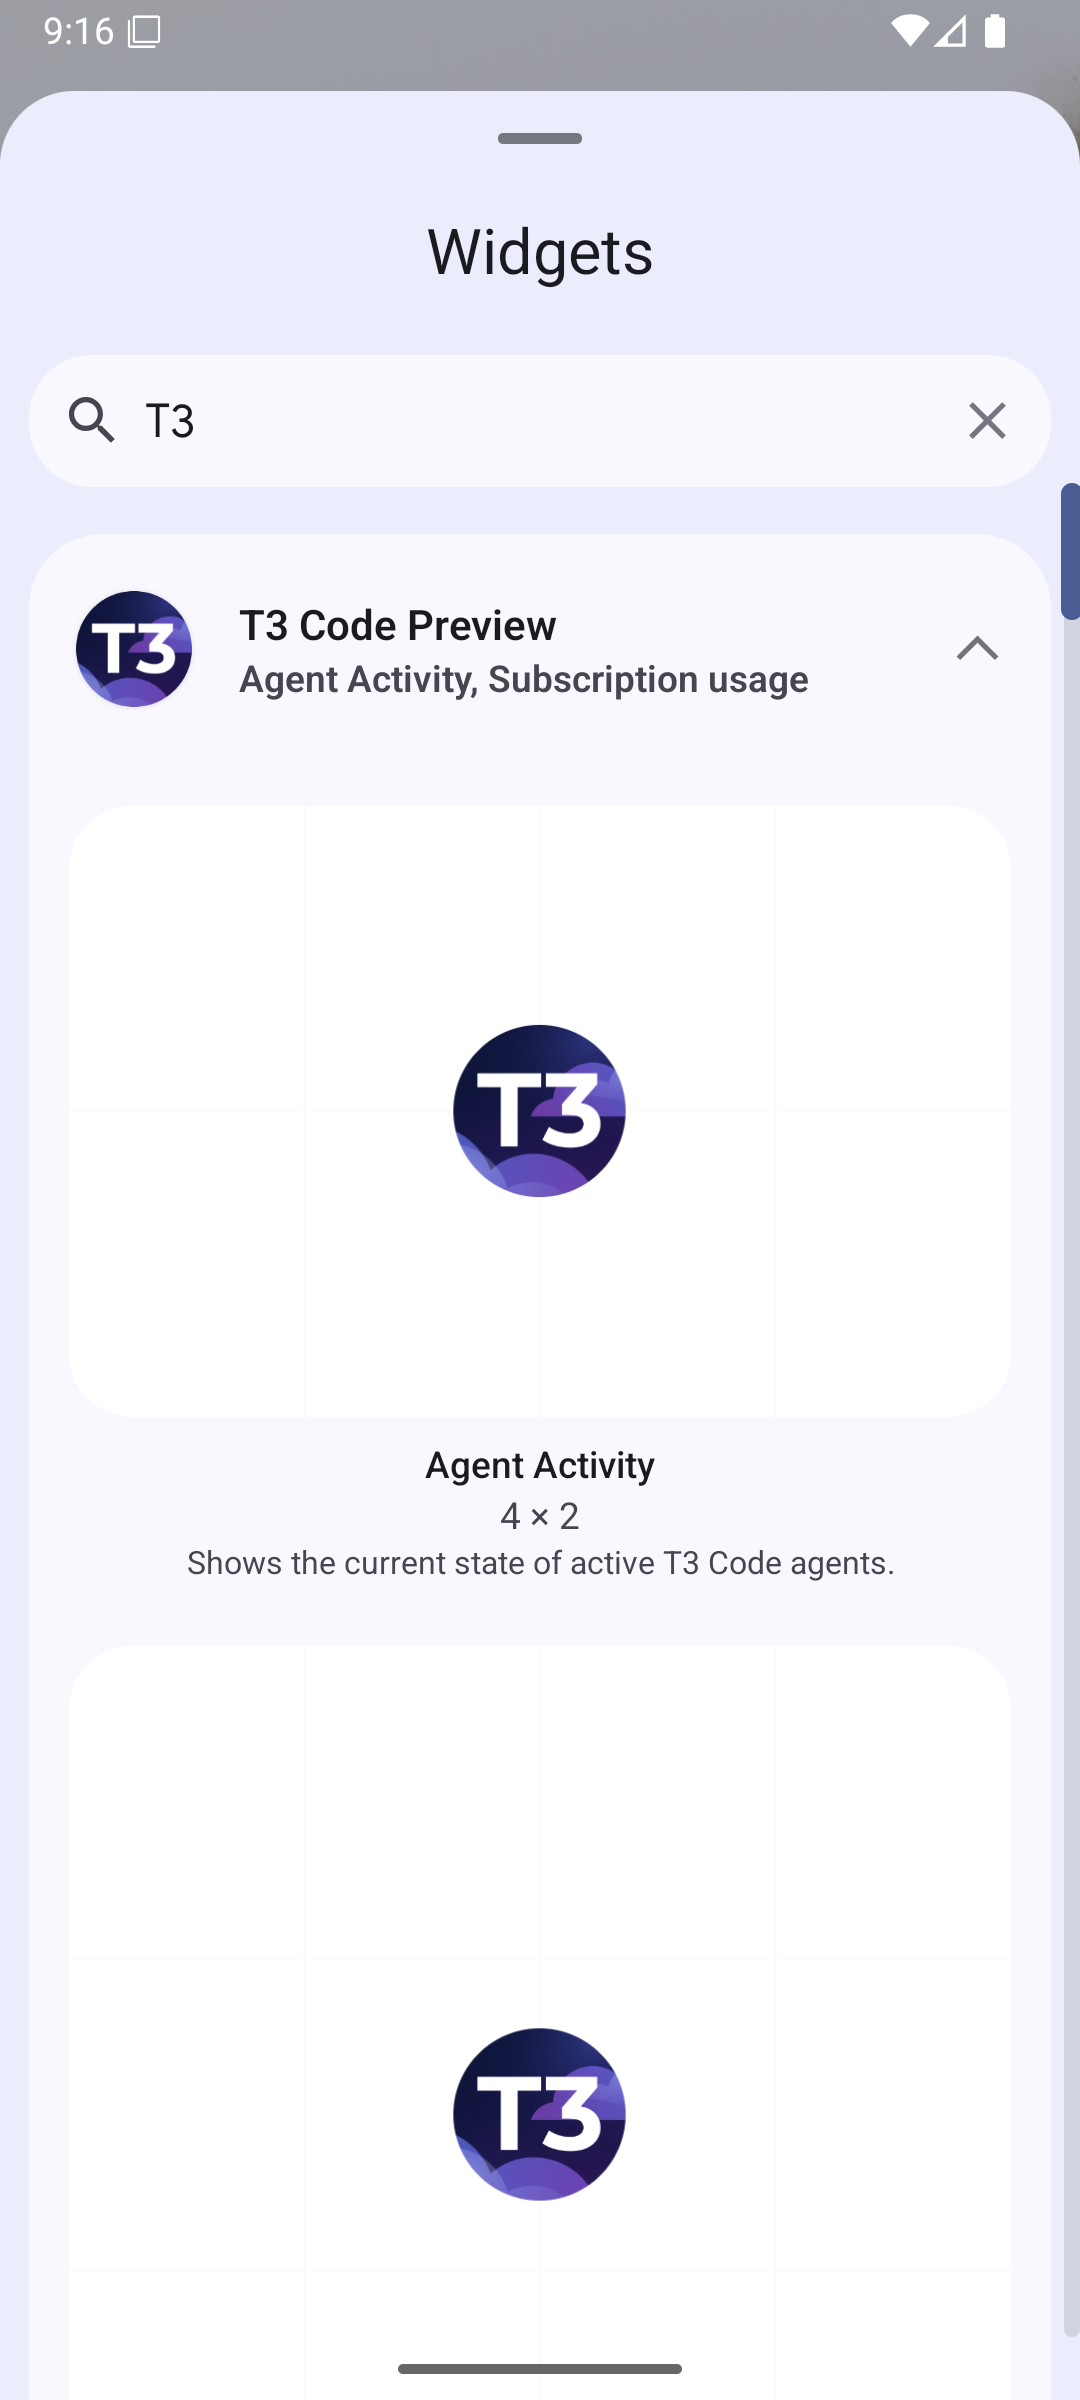 9:16
Widgets
T3
T3
T3 Code Preview
Agent Activity, Subscription usage
T3
Agent Activity
4 × 2
Shows the current state of active T3 Code agents.
T3